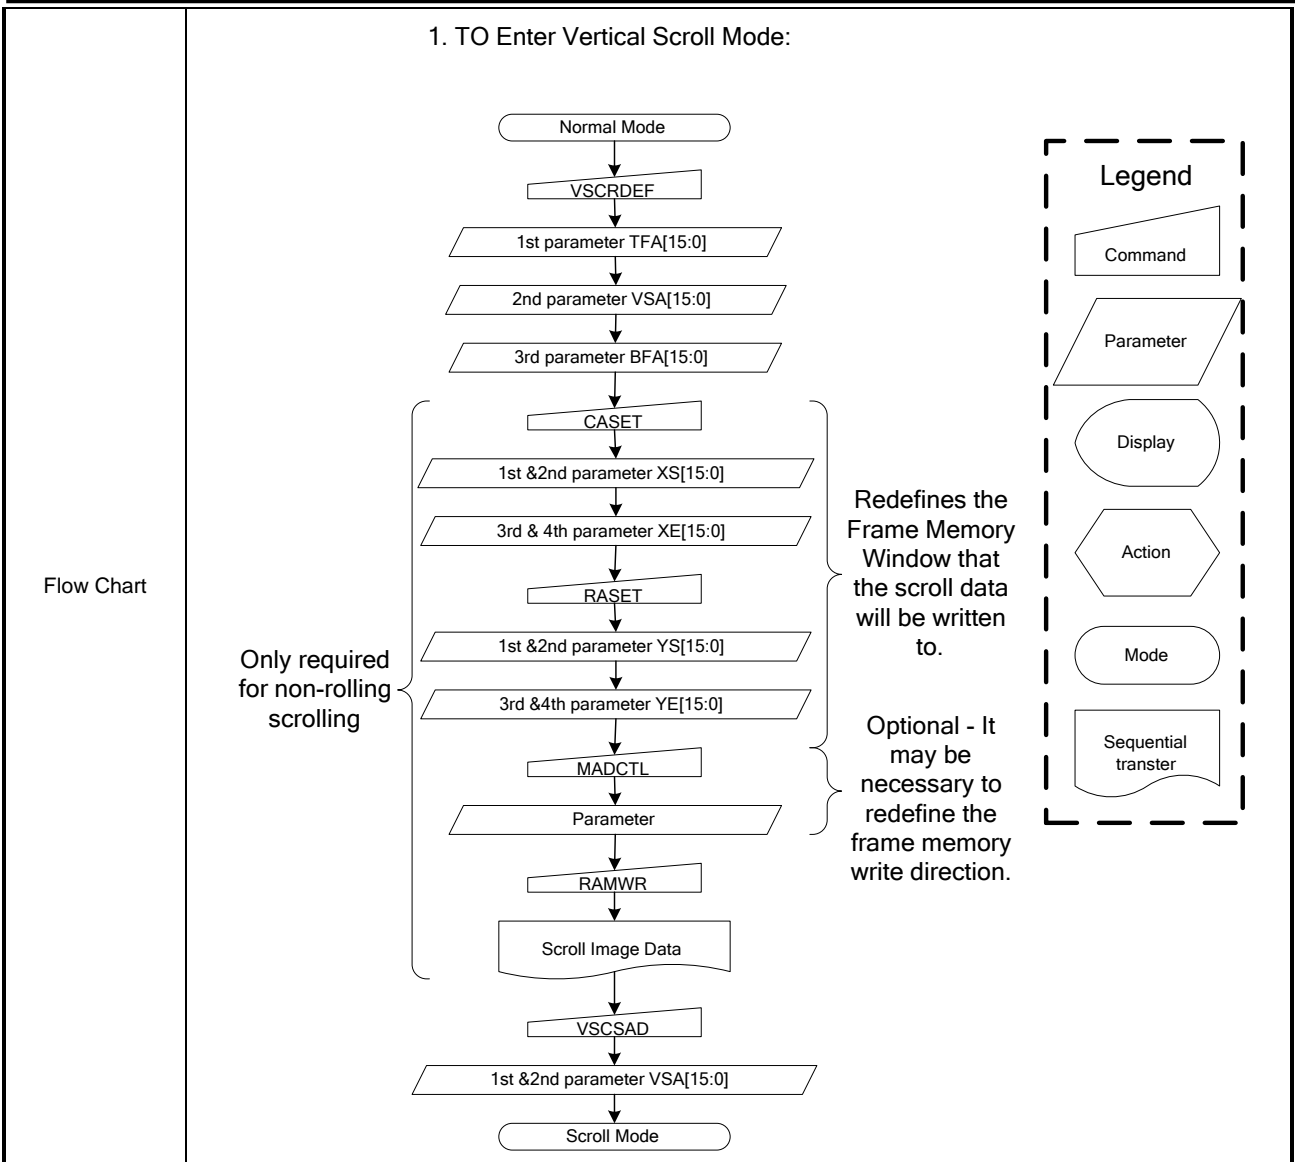 1. TO Enter Vertical Scroll Mode:
Flow Chart
Normal Mode
VSCRDEF
1st parameter TFA[15:0]
2nd parameter VSA[15:0]
3rd parameter BFA[15:0]
CASET
1st &2nd parameter XS[15:0]
3rd & 4th parameter XE[15:0]
RASET
1st &2nd parameter YS[15:0]
3rd &4th parameter YE[15:0]
MADCTL
Parameter
RAMWR
Scroll Image Data
VSCSAD
1st &2nd parameter VSA[15:0]
Scroll Mode
Only required
for non-rolling
scrolling
Redefines the
Frame Memory
Window that
the scroll data
will be written
to.
Optional - It
may be
necessary to
redefine the
frame memory
write direction.
Legend
Command
Parameter
Display
Action
Mode
Sequential
transter